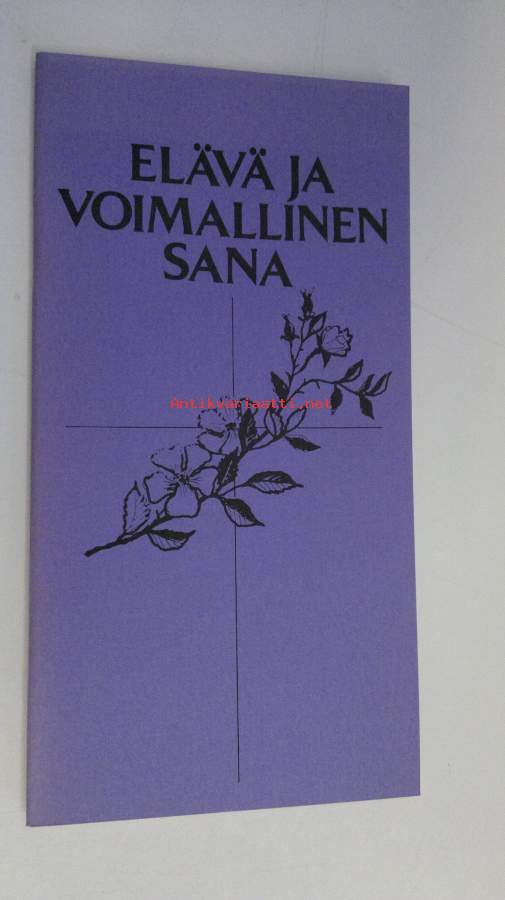 ELÄVÄ JA
VOIMALLINEN
SANA
Antikvariaatti.net